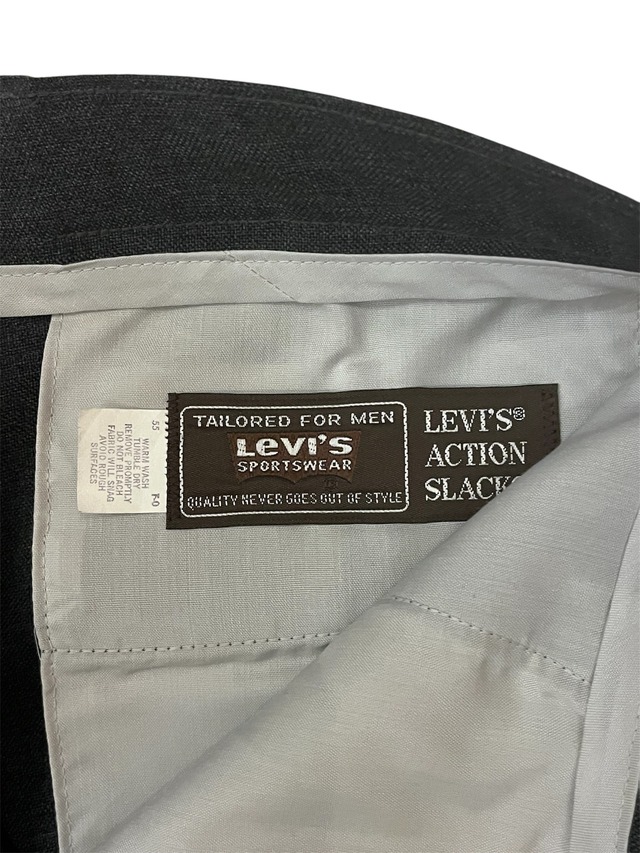 TAILORED FOR MEN
LEVI'S
SPORTSWEAR
QUALITY NEVER GOES OUT OF STYLE
LEVI'S®
ACTION
SLACKS
55
F-0
WARM WASH
TUMBLE DRY
REMOVE PROMPTLY
DO NOT BLEACH
FABRIC WILL SNAG
AVOID ROUGH
SURFACES